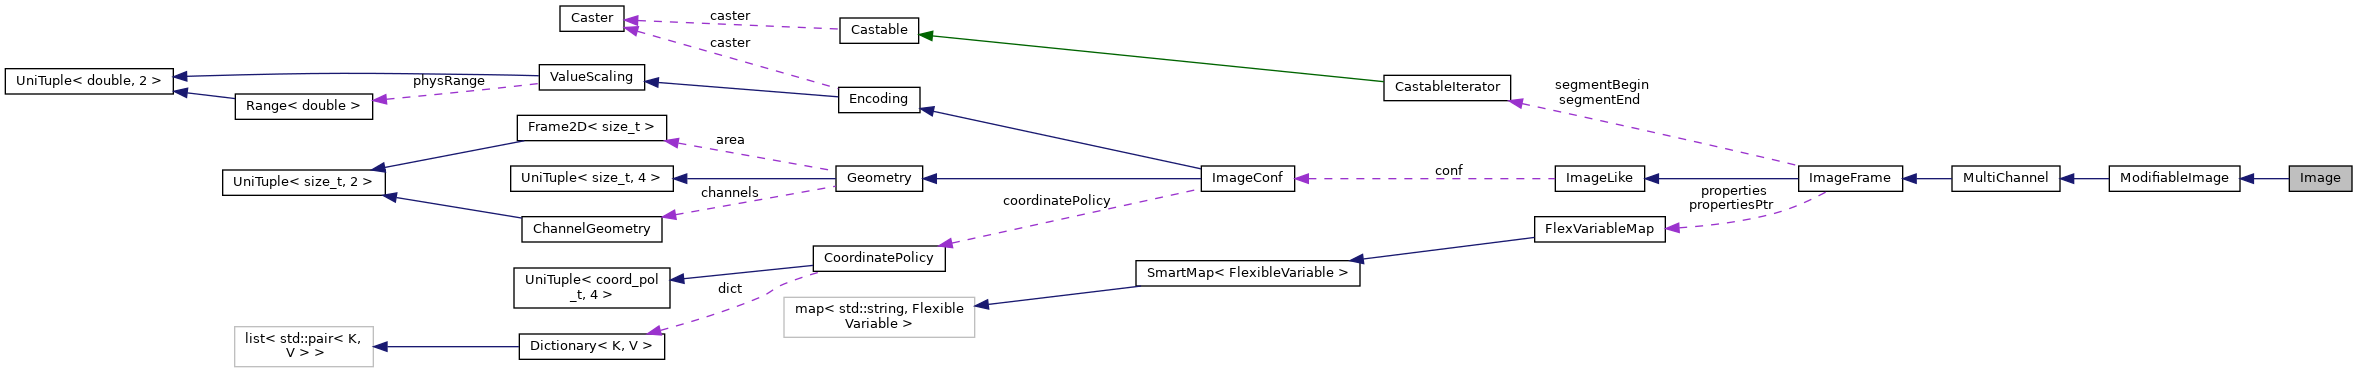 Caster
caster
Castable
caster
UniTuple< double, 2 >
ValueScaling
physRange
Range< double >
Encoding
CastableIterator
segmentBegin
segmentEnd
Frame2D< size_t >
area
UniTuple< size_t, 2 >
UniTuple< size_t, 4 >
channels
Geometry
ChannelGeometry
ImageConf
conf
ImageLike
ImageFrame
MultiChannel
ModifiableImage
Image
coordinatePolicy
properties
propertiesPtr
FlexVariableMap
CoordinatePolicy
UniTuple< coord_pol
_t, 4 >
dict
SmartMap< FlexibleVariable >
map< std::string, Flexible
Variable >
list< std::pair< K,
V > >
Dictionary< K, V >